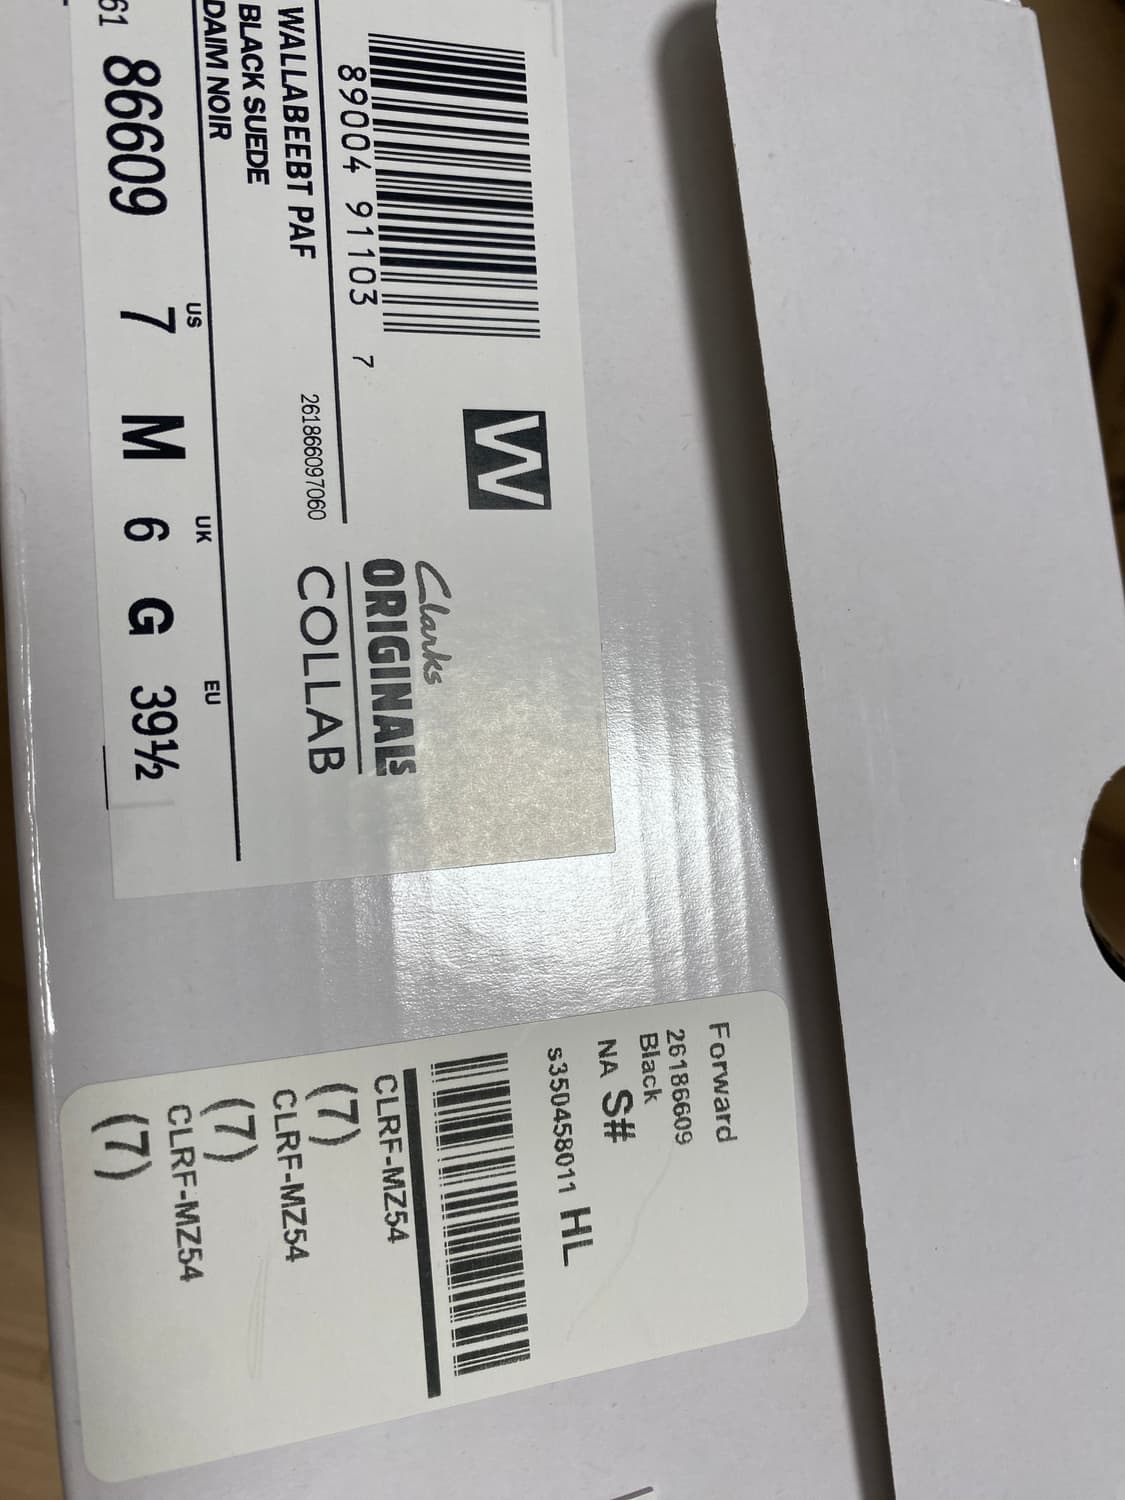 89004 91103 7
W
Clarks
ORIGINALS
COLLAB
WALLABEEBT PAF
261866097060
BLACK SUEDE
DAIM NOIR
US UK EU
61 86609 7 M 6 G 39½
Forward
26186609
Black
NA S#
s350458011 HL
CLRF-MZ54
(7)
CLRF-MZ54
(7)
CLRF-MZ54
(7)